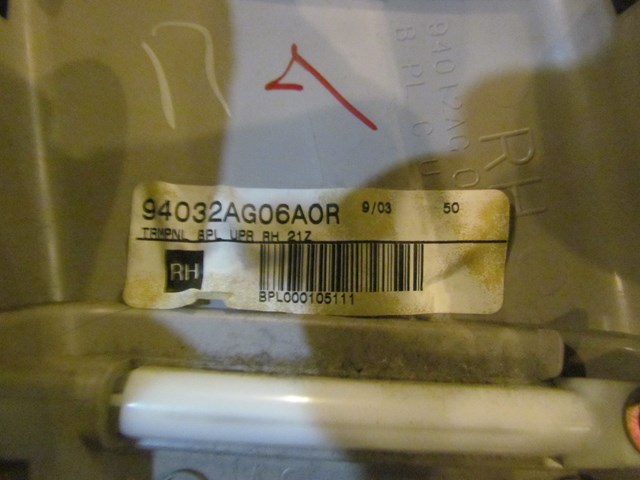 94032AG06A0R 9/03 50
TRMPNL BPL UPR RH 21Z
RH
BPL000105111
RH